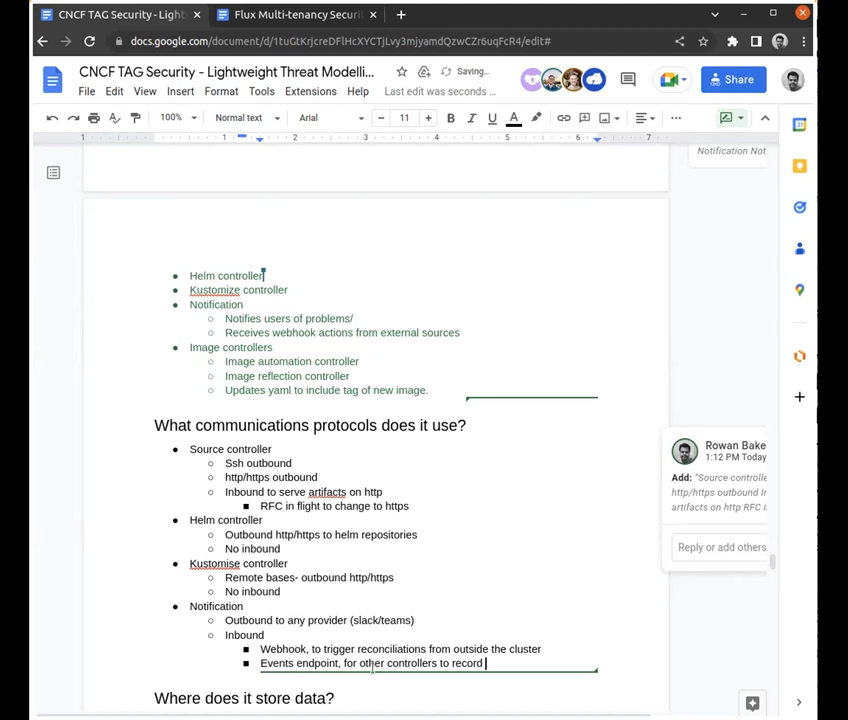 CNCF TAG Security - Light
Flux Multi-tenancy Securi
docs.google.com/document/d/1tuGtKrjcreDFlHcXYCTjLvy3mjyamdQzwCZr6uqFcR4/edit#
CNCF TAG Security - Lightweight Threat Modelli...
Saving...
Share
File Edit View Insert Format Tools Extensions Help Last edit was seconds ...
100% Normal text Arial 11 B I U A
1 1 2 3 4 5 6 7
Notification Not
Helm controller
Kustomize controller
Notification
Notifies users of problems/
Receives webhook actions from external sources
Image controllers
Image automation controller
Image reflection controller
Updates yaml to include tag of new image.
What communications protocols does it use?
Source controller
Ssh outbound
http/https outbound
Inbound to serve artifacts on http
RFC in flight to change to https
Helm controller
Outbound http/https to helm repositories
No inbound
Kustomise controller
Remote bases- outbound http/https
No inbound
Notification
Outbound to any provider (slack/teams)
Inbound
Webhook, to trigger reconciliations from outside the cluster
Events endpoint, for other controllers to record
Where does it store data?
Rowan Bake
1:12 PM Today
Add: "Source controlle
http/https outbound In
artifacts on http RFC i
Reply or add others